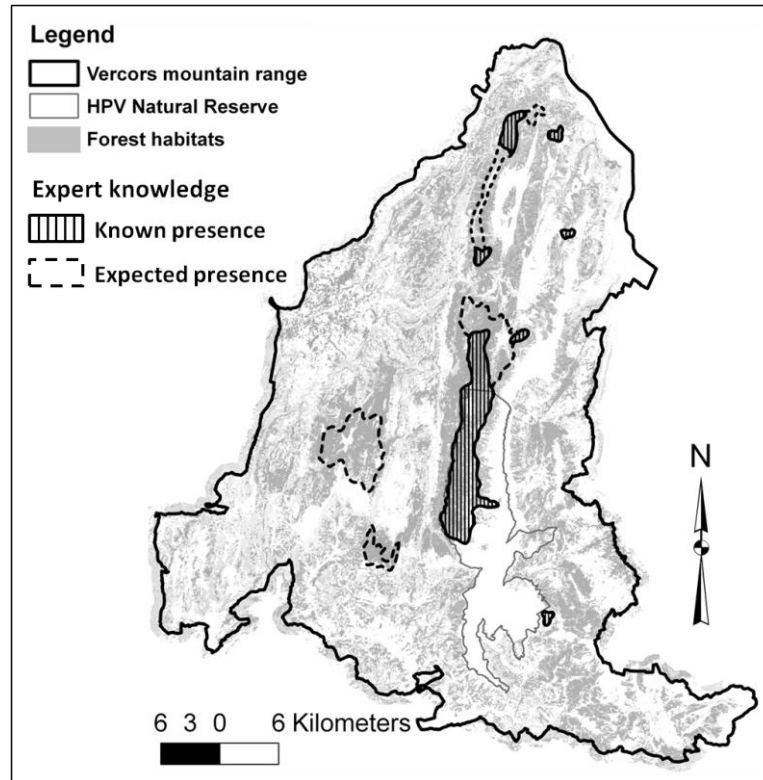 Legend
Vercors mountain range
HPV Natural Reserve
Forest habitats
Expert knowledge
Known presence
Expected presence
N
6 3 0 6 Kilometers